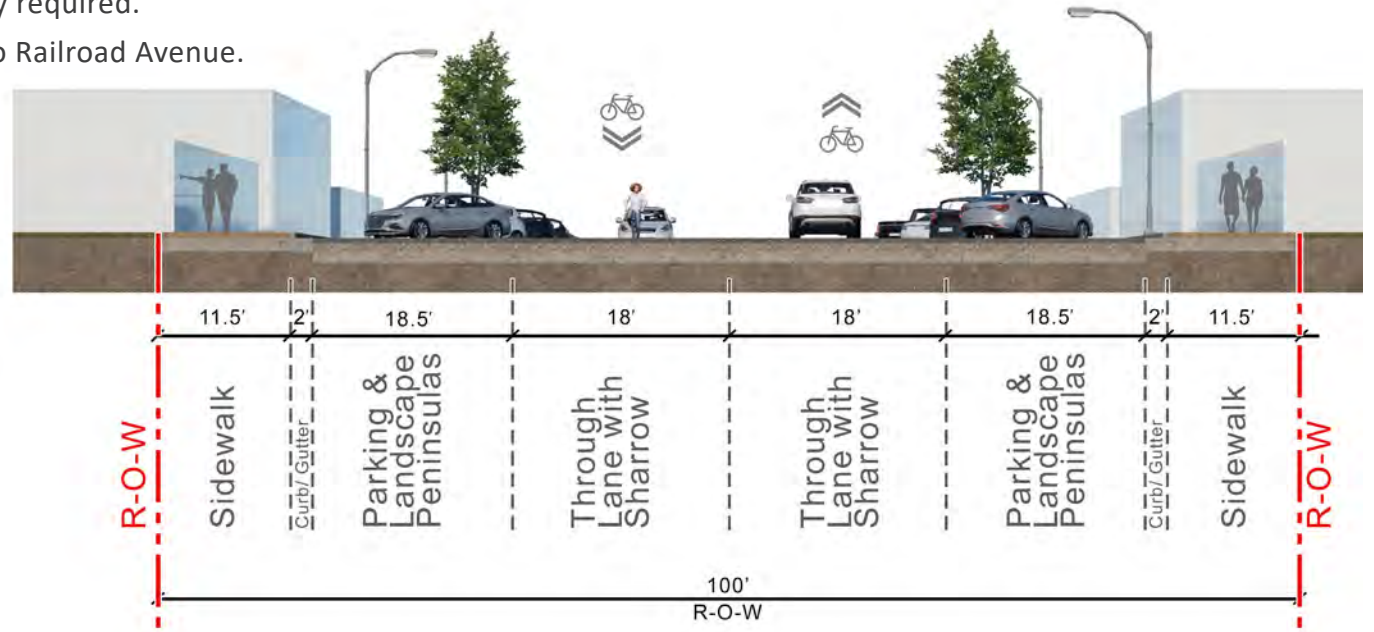 y required.
o Railroad Avenue.
11.5' 2' 18.5' 18' 18' 18.5' 2' 11.5'
R-O-W
Sidewalk
Curb/ Gutter
Parking &
Landscape
Peninsulas
Through
Lane with
Sharrow
Through
Lane with
Sharrow
Parking &
Landscape
Peninsulas
Curb/ Gutter
Sidewalk
R-O-W
100'
R-O-W